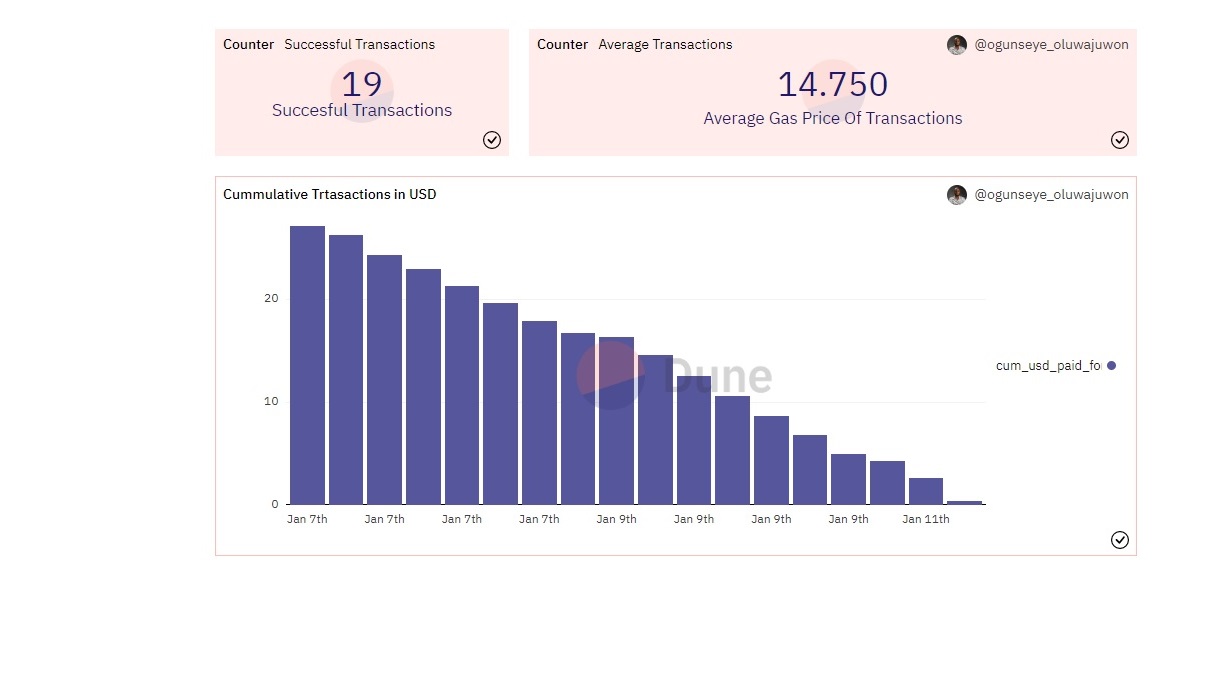 Counter Successful Transactions
19
Succesful Transactions
Counter Average Transactions @ogunseye_oluwajuwon
14.750
Average Gas Price Of Transactions
Cummulative Trtasactions in USD @ogunseye_oluwajuwon
20
10
0
Dune
cum_usd_paid_fo
Jan 7th Jan 7th Jan 7th Jan 7th Jan 9th Jan 9th Jan 9th Jan 9th Jan 11th